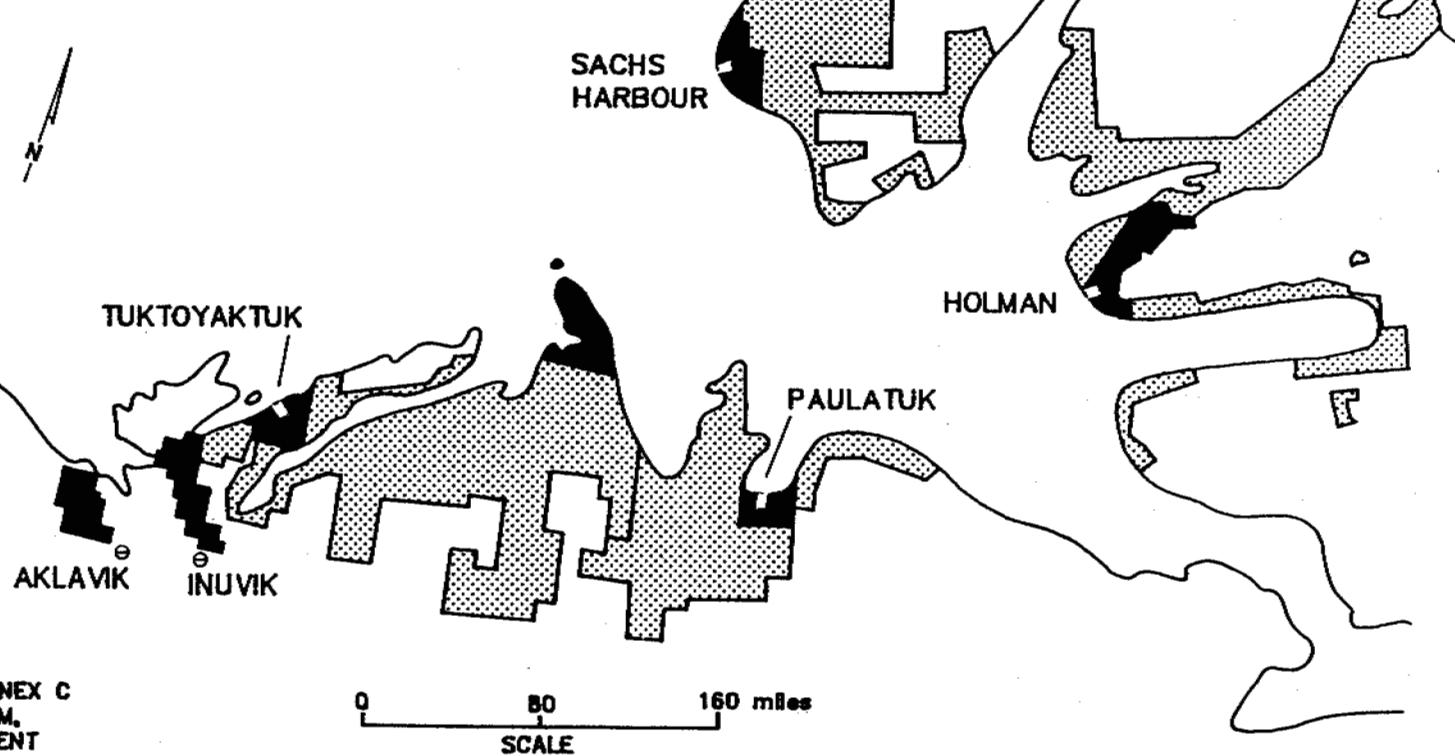 SACHS
HARBOUR
N
TUKTOYAKTUK
HOLMAN
PAULATUK
AKLAVIK
INUVIK
NEX C
M.
ENT
0 80 160 miles
SCALE